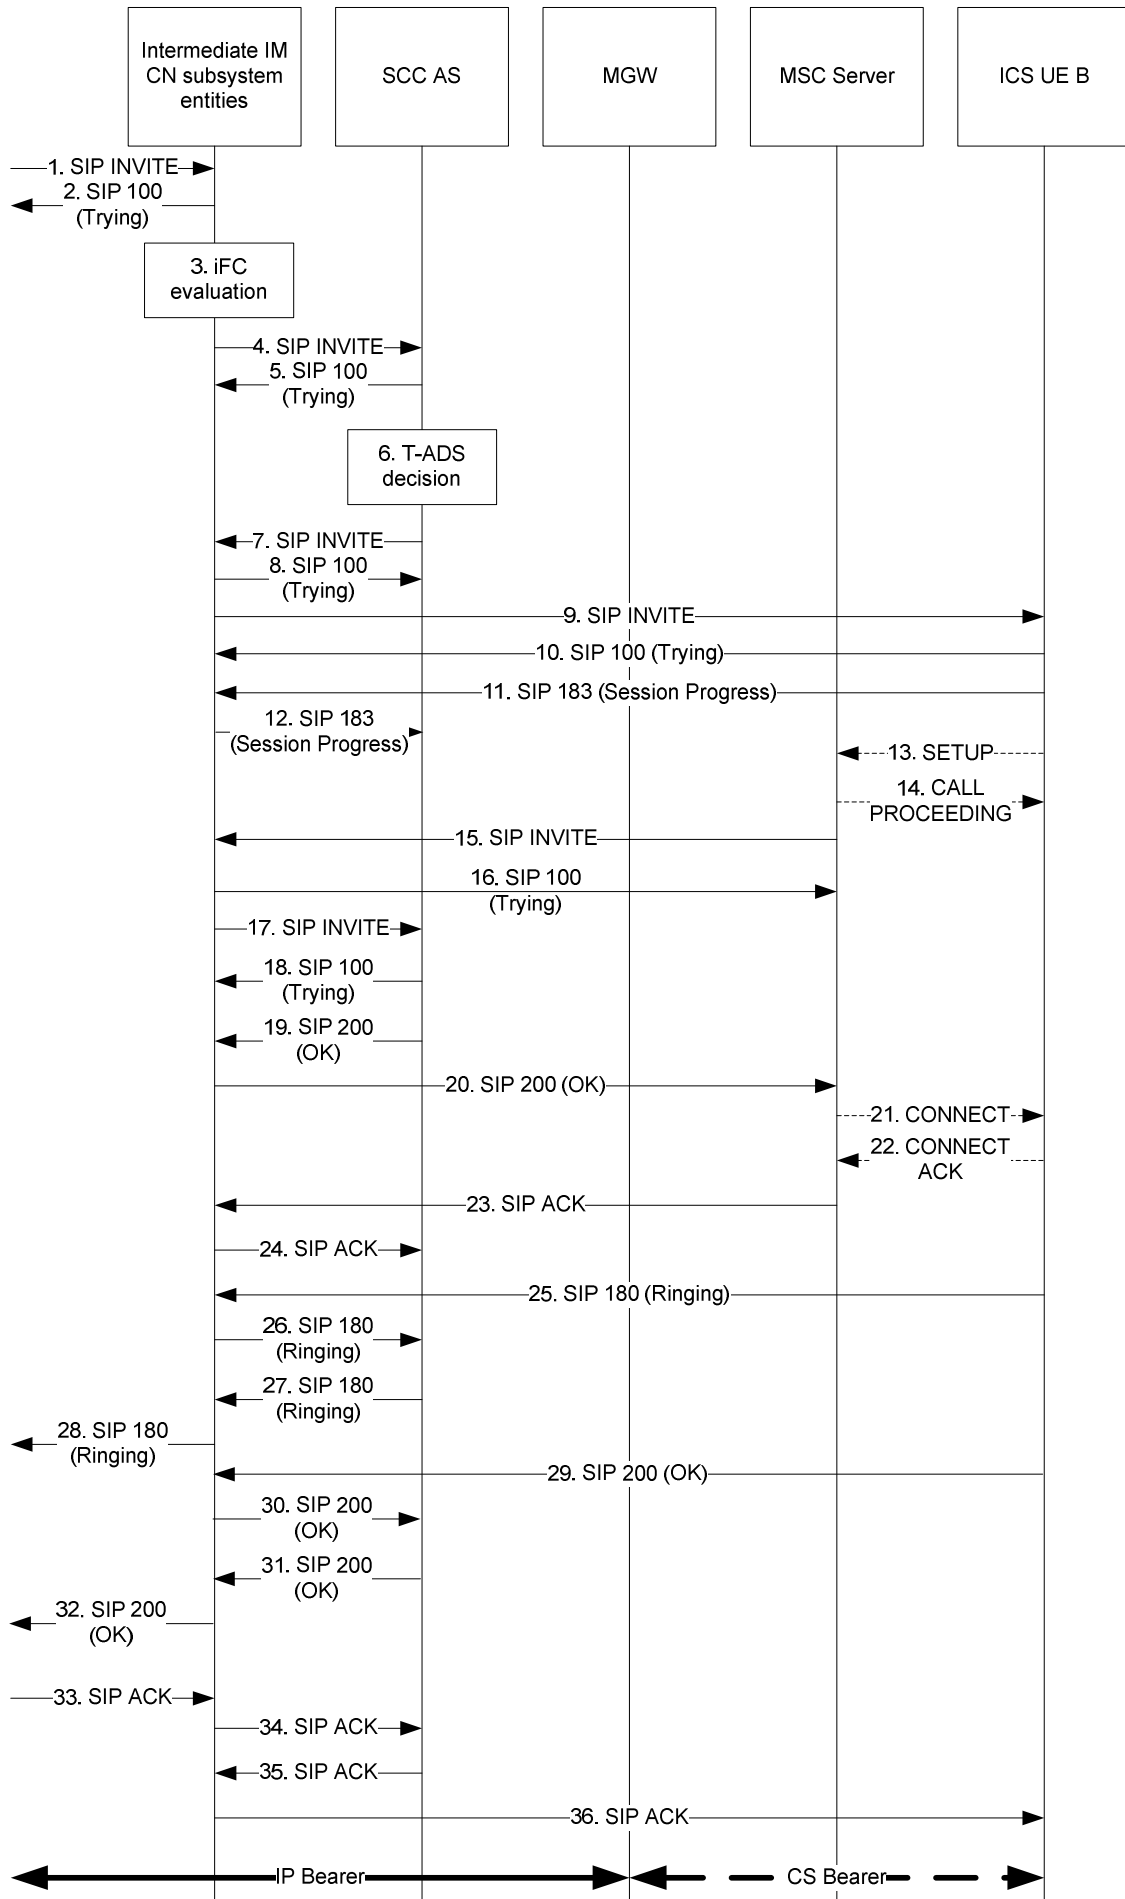 Intermediate IM
CN subsystem
entities
SCC AS
MGW
MSC Server
ICS UE B
1. SIP INVITE
2. SIP 100
(Trying)
3. iFC
evaluation
4. SIP INVITE
5. SIP 100
(Trying)
6. T-ADS
decision
7. SIP INVITE
8. SIP 100
(Trying)
9. SIP INVITE
10. SIP 100 (Trying)
11. SIP 183 (Session Progress)
12. SIP 183
(Session Progress)
13. SETUP
14. CALL
PROCEEDING
15. SIP INVITE
16. SIP 100
(Trying)
17. SIP INVITE
18. SIP 100
(Trying)
19. SIP 200
(OK)
20. SIP 200 (OK)
21. CONNECT
22. CONNECT
ACK
23. SIP ACK
24. SIP ACK
25. SIP 180 (Ringing)
26. SIP 180
(Ringing)
27. SIP 180
(Ringing)
28. SIP 180
(Ringing)
29. SIP 200 (OK)
30. SIP 200
(OK)
31. SIP 200
(OK)
32. SIP 200
(OK)
33. SIP ACK
34. SIP ACK
35. SIP ACK
36. SIP ACK
IP Bearer
CS Bearer